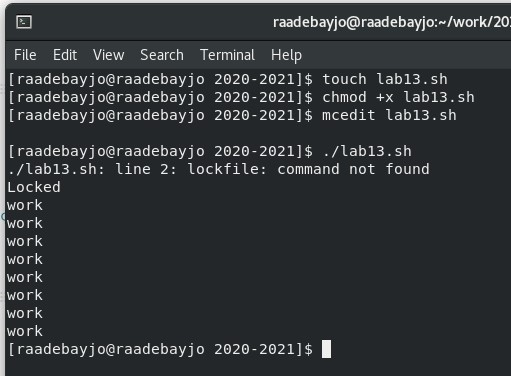 raadebayjo@raadebayjo:~/work/202
File Edit View Search Terminal Help
[raadebayjo@raadebayjo 2020-2021]$ touch lab13.sh
[raadebayjo@raadebayjo 2020-2021]$ chmod +x lab13.sh
[raadebayjo@raadebayjo 2020-2021]$ mcedit lab13.sh
[raadebayjo@raadebayjo 2020-2021]$ ./lab13.sh
./lab13.sh: line 2: lockfile: command not found
Locked
work
work
work
work
work
work
work
work
[raadebayjo@raadebayjo 2020-2021]$